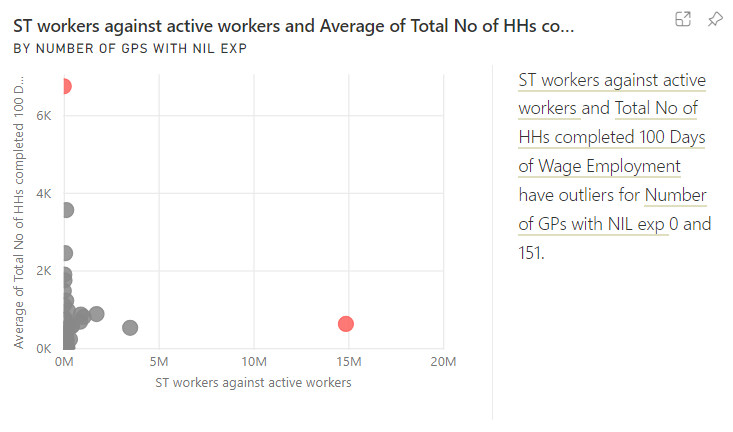 ST workers against active workers and Average of Total No of HHs co...
BY NUMBER OF GPS WITH NIL EXP
Average of Total No of HHs completed 100 D...
6K
4K
2K
0K
0M
5M
10M
15M
20M
ST workers against active workers
ST workers against active
workers and Total No of
HHs completed 100 Days
of Wage Employment
have outliers for Number
of GPs with NIL exp 0 and
151.